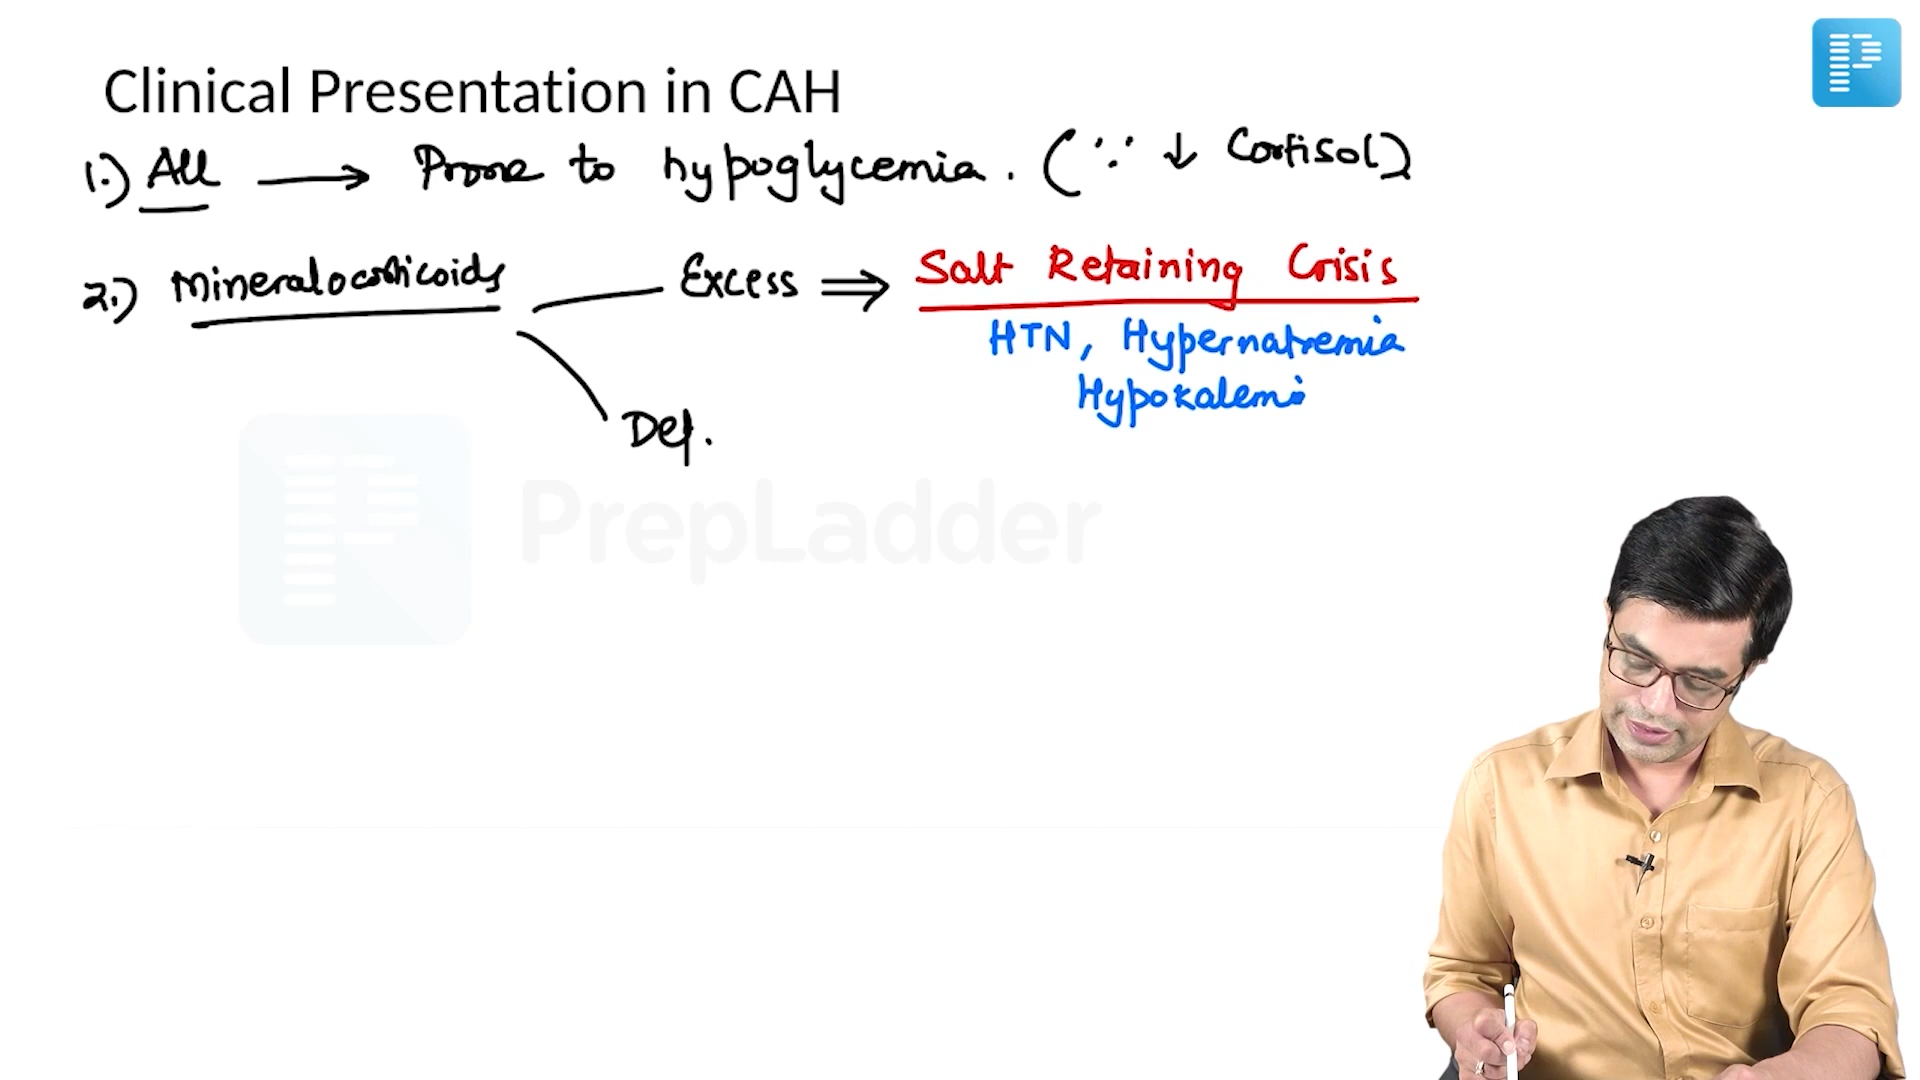 Clinical Presentation in CAH
1.) All → Prone to hypoglycemia. (∵ ↓ Cortisol)
2.) Mineralocorticoids Excess ⇒ Salt Retaining Crisis
HTN, Hypernatremia
Hypokalemi
Def.
PrepLadder